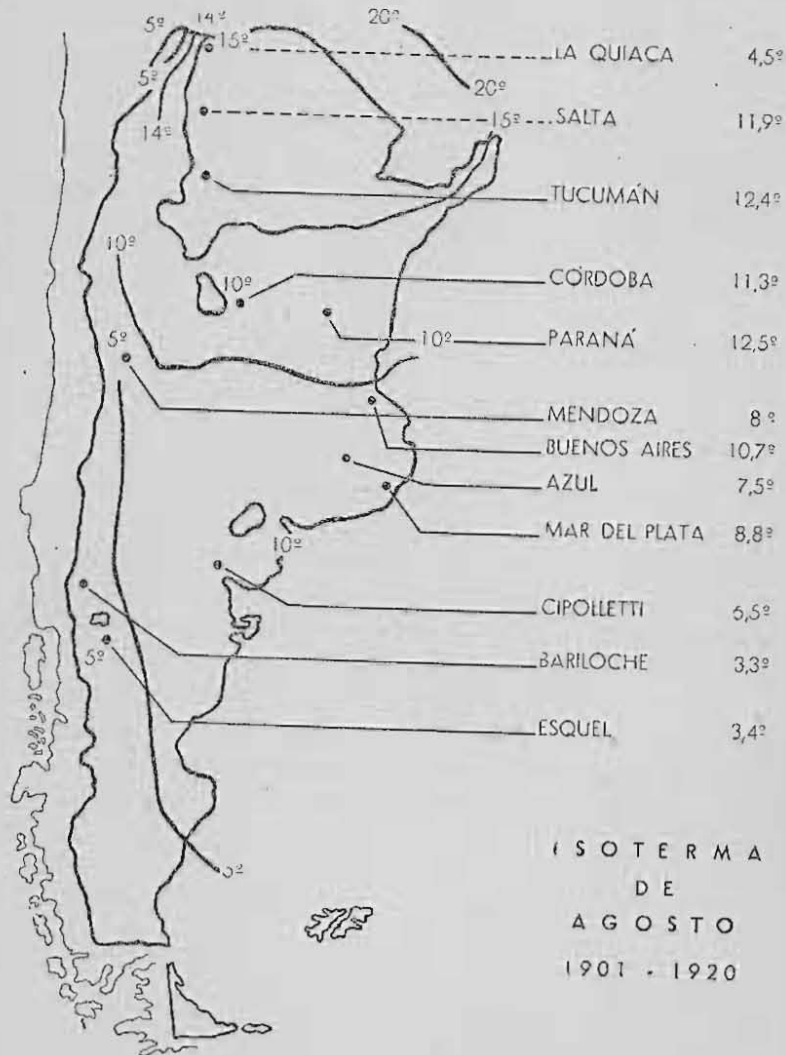 5º 14º 20º
15º
LA QUIACA 4,5º
5º
20º
14º
15º
SALTA 11,9º
TUCUMÁN 12,4º
10º
10º
CÓRDOBA 11,3º
5º
10º
PARANÁ 12,5º
MENDOZA 8º
BUENOS AIRES 10,7º
AZUL 7,5º
MAR DEL PLATA 8,8º
10º
CIPOLLETTI
BARILOCHE 3,3º
5º
ESQUEL 3,4º
ISOTERMA
DE
AGOSTO
1901 - 1920